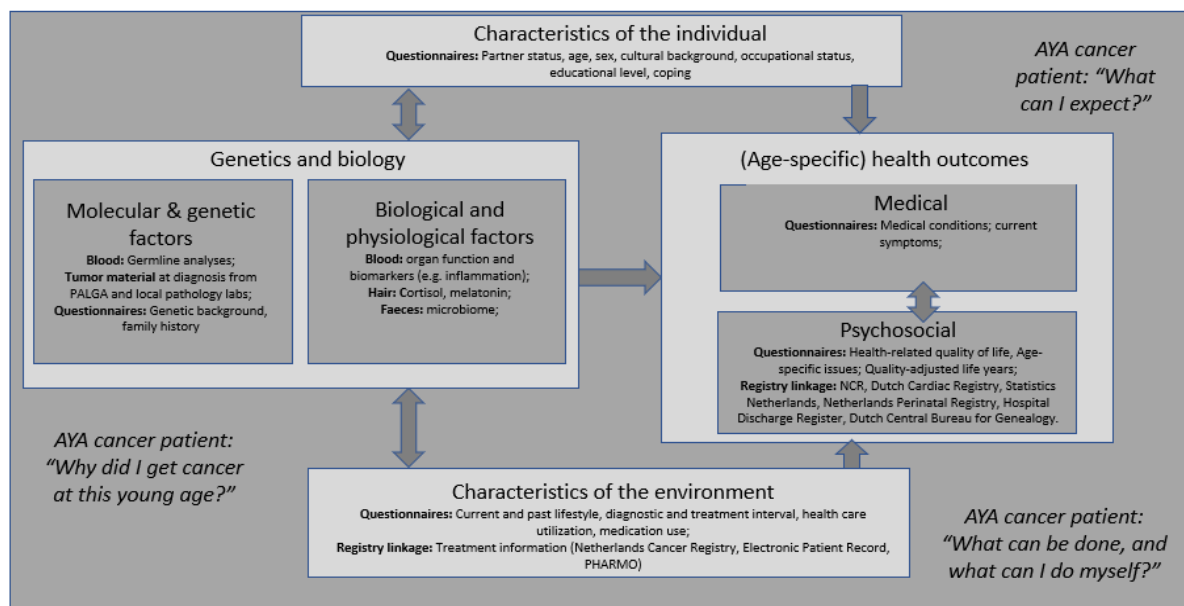 Characteristics of the individual
Questionnaires: Partner status, age, sex, cultural background, occupational status,
educational level, coping
AYA cancer
patient: “What
can I expect?”
Genetics and biology
Molecular & genetic
factors
Blood: Germline analyses;
Tumor material at diagnosis from
PALGA and local pathology labs;
Questionnaires: Genetic background,
family history
Biological and
physiological factors
Blood: organ function and
biomarkers (e.g. inflammation);
Hair: Cortisol, melatonin;
Faeces: microbiome;
(Age-specific) health outcomes
Medical
Questionnaires: Medical conditions; current
symptoms;
Psychosocial
Questionnaires: Health-related quality of life, Age-
specific issues; Quality-adjusted life years;
Registry linkage: NCR, Dutch Cardiac Registry, Statistics
Netherlands, Netherlands Perinatal Registry, Hospital
Discharge Register, Dutch Central Bureau for Genealogy.
AYA cancer patient:
“Why did I get cancer
at this young age?”
Characteristics of the environment
Questionnaires: Current and past lifestyle, diagnostic and treatment interval, health care
utilization, medication use;
Registry linkage: Treatment information (Netherlands Cancer Registry, Electronic Patient Record,
PHARMO)
AYA cancer patient:
“What can be done, and
what can I do myself?”